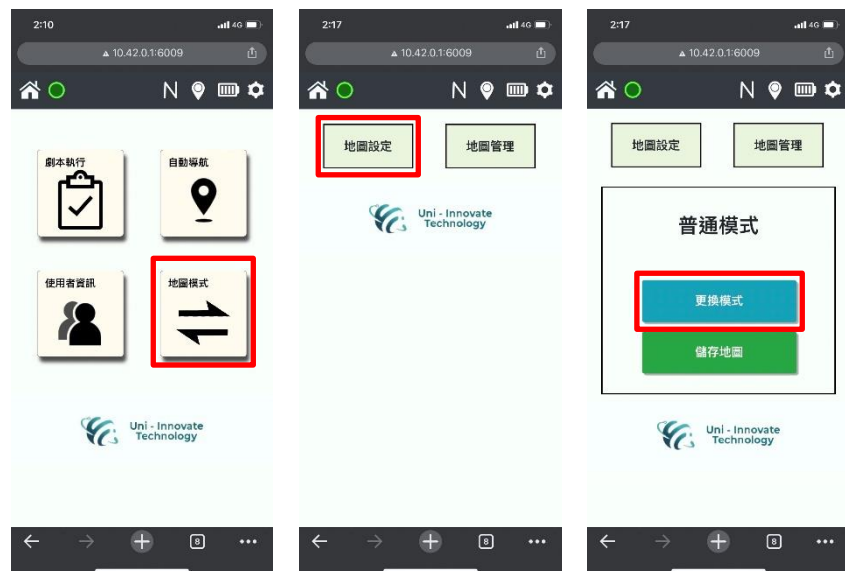 2:10
4G
10.42.0.1:6009
N
劇本執行
自動導航
使用者資訊
地圖模式
Uni - Innovate
Technology
8
2:17
4G
10.42.0.1:6009
N
地圖設定
地圖管理
Uni - Innovate
Technology
8
2:17
4G
10.42.0.1:6009
N
地圖設定
地圖管理
普通模式
更換模式
儲存地圖
Uni - Innovate
Technology
8